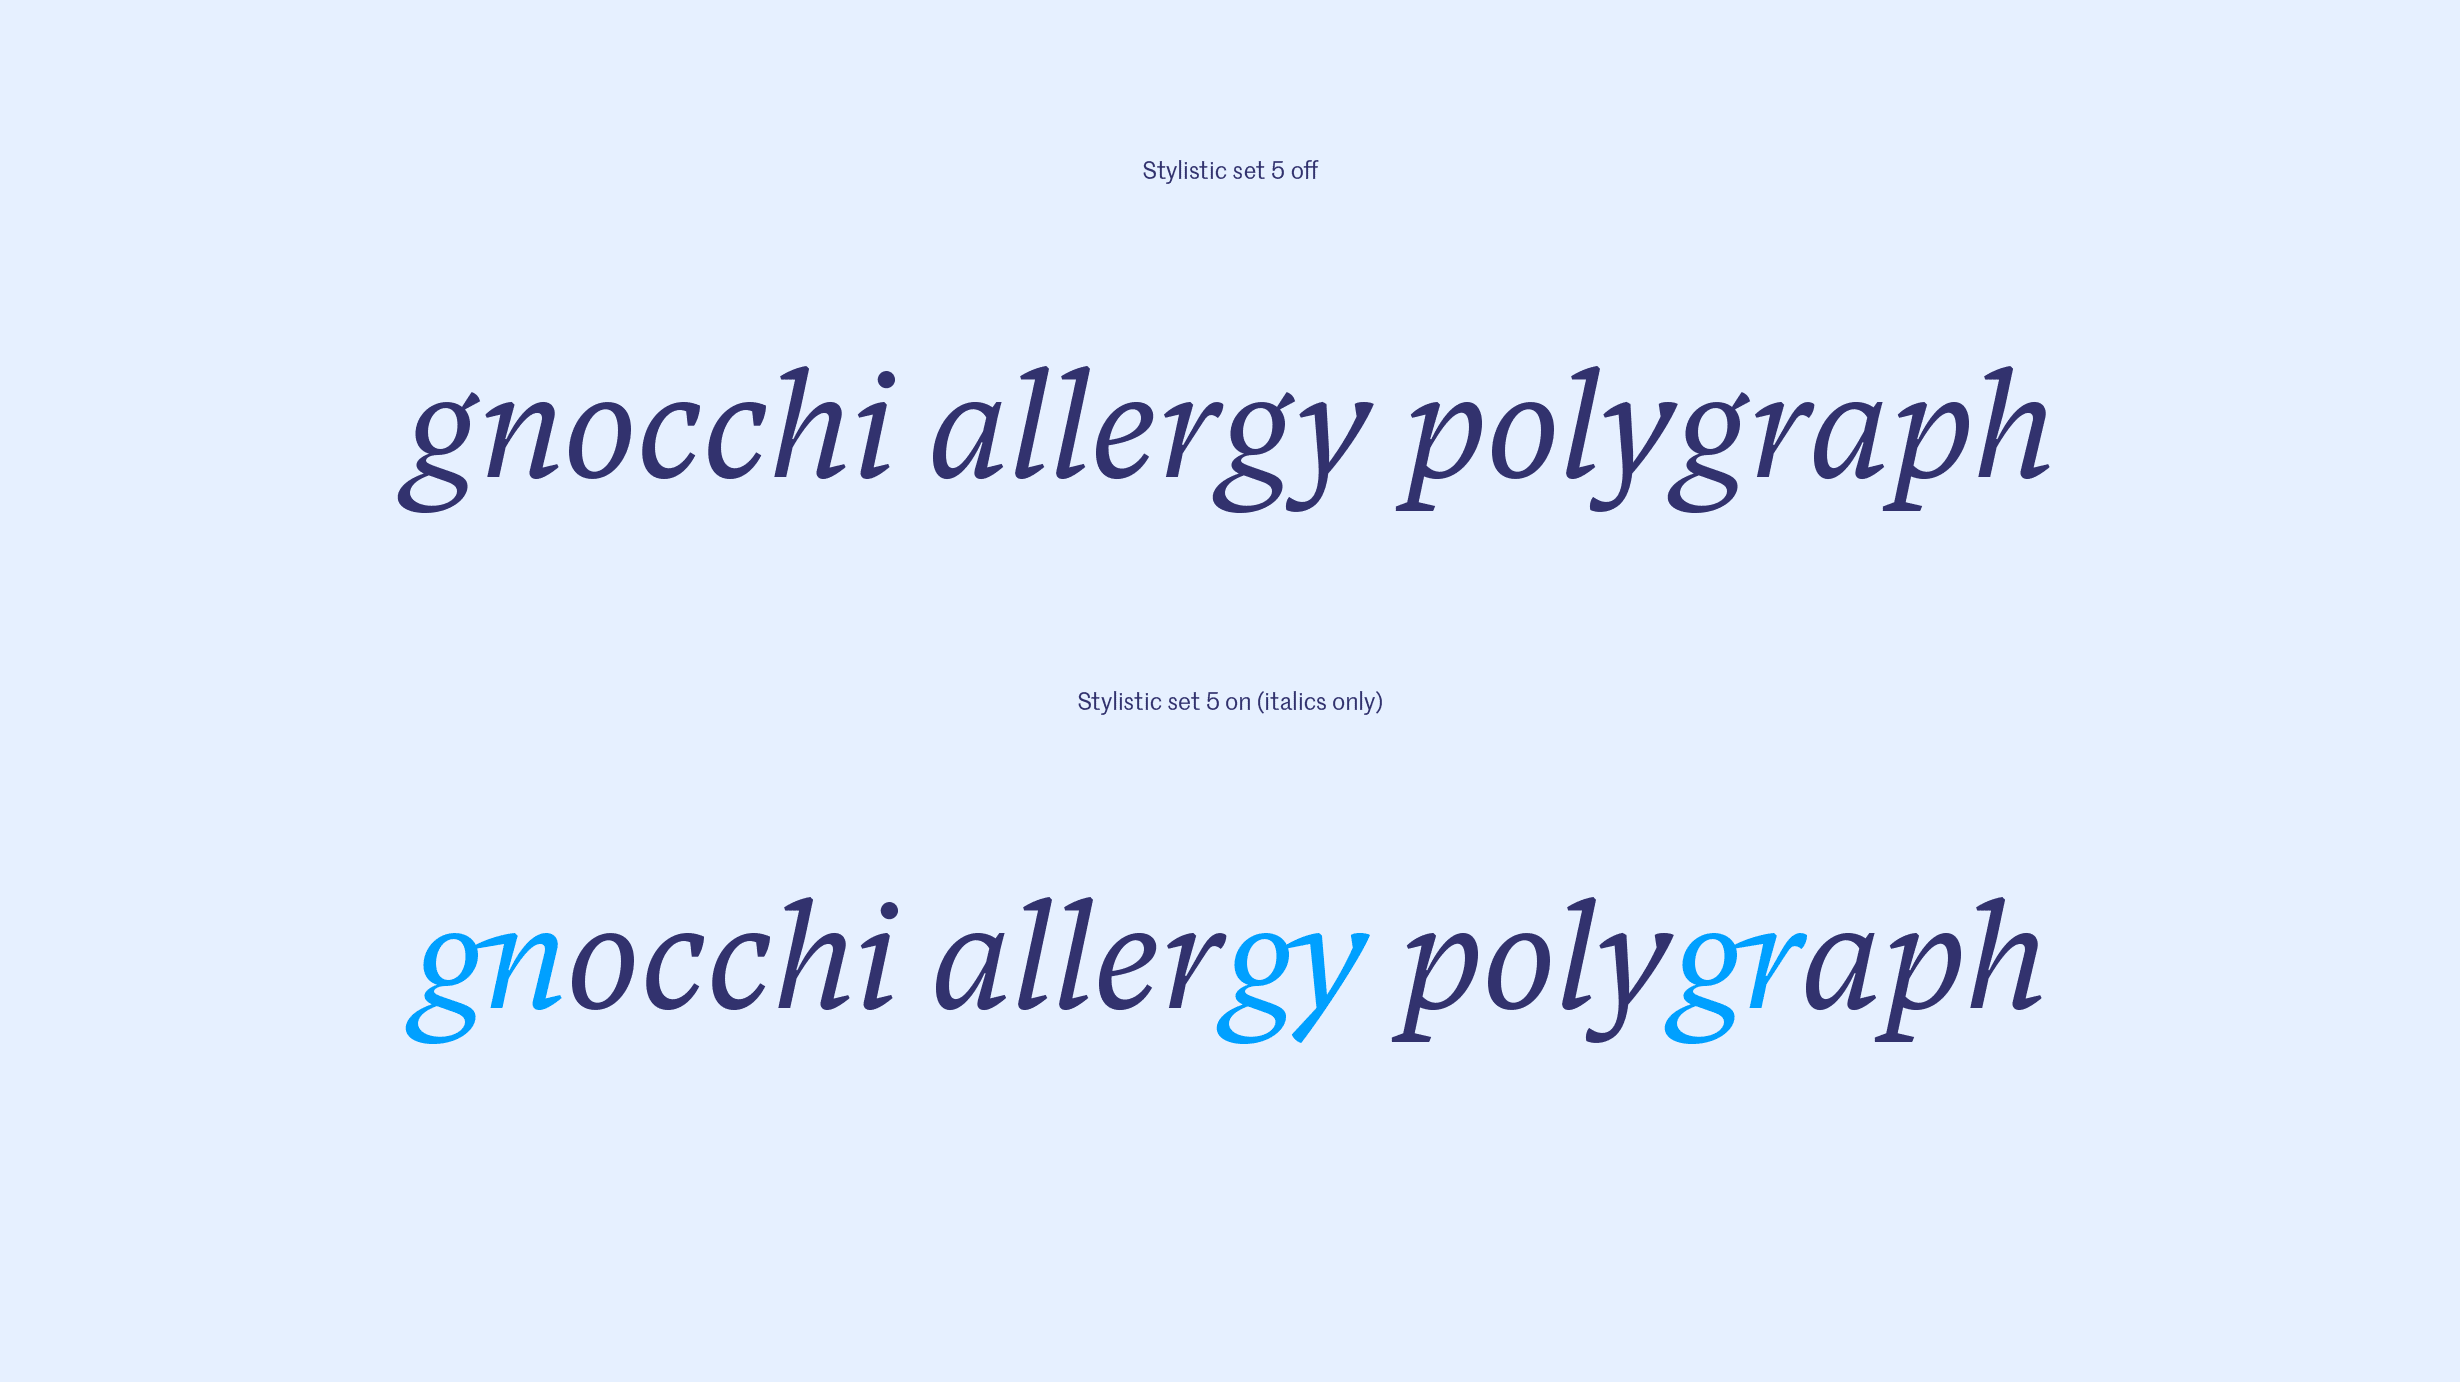 Stylistic set 5 off
gnocchi allergy polygraph
Stylistic set 5 on (italics only)
gnocchi allergy polygraph